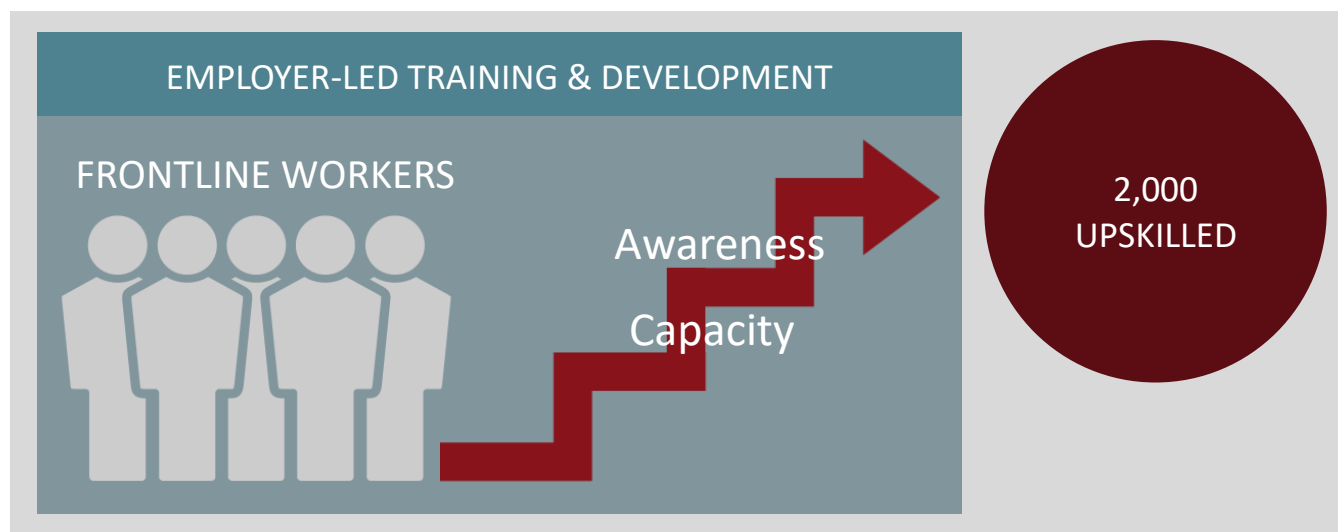 EMPLOYER-LED TRAINING & DEVELOPMENT
FRONTLINE WORKERS
Awareness
Capacity
2,000
UPSKILLED